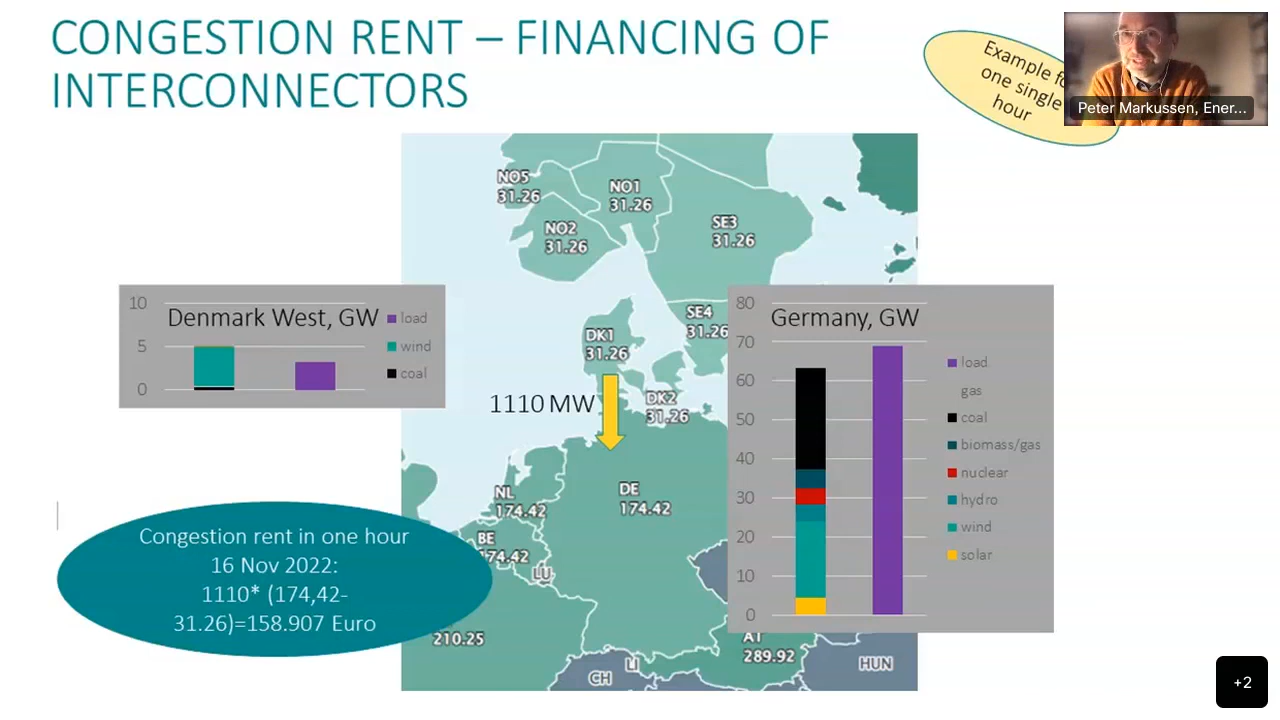 CONGESTION RENT – FINANCING OF
INTERCONNECTORS
Example
one single
hour
Peter Markussen, Ener...
NO5
31.26
NO1
31.26
NO2
31.26
SE3
31.26
SE4
31.26
DK1
31.26
DK2
31.26
1110 MW
Denmark West, GW
10
5
0
load
wind
coal
Germany, GW
80
70
60
50
40
30
20
10
0
load
gas
coal
biomass/gas
nuclear
hydro
wind
solar
NL
174.42
DE
174.42
BE
174.42
LU
210.25
AT
289.92
LI
CH
HUN
Congestion rent in one hour
16 Nov 2022:
1110* (174,42-
31.26)=158.907 Euro
+2